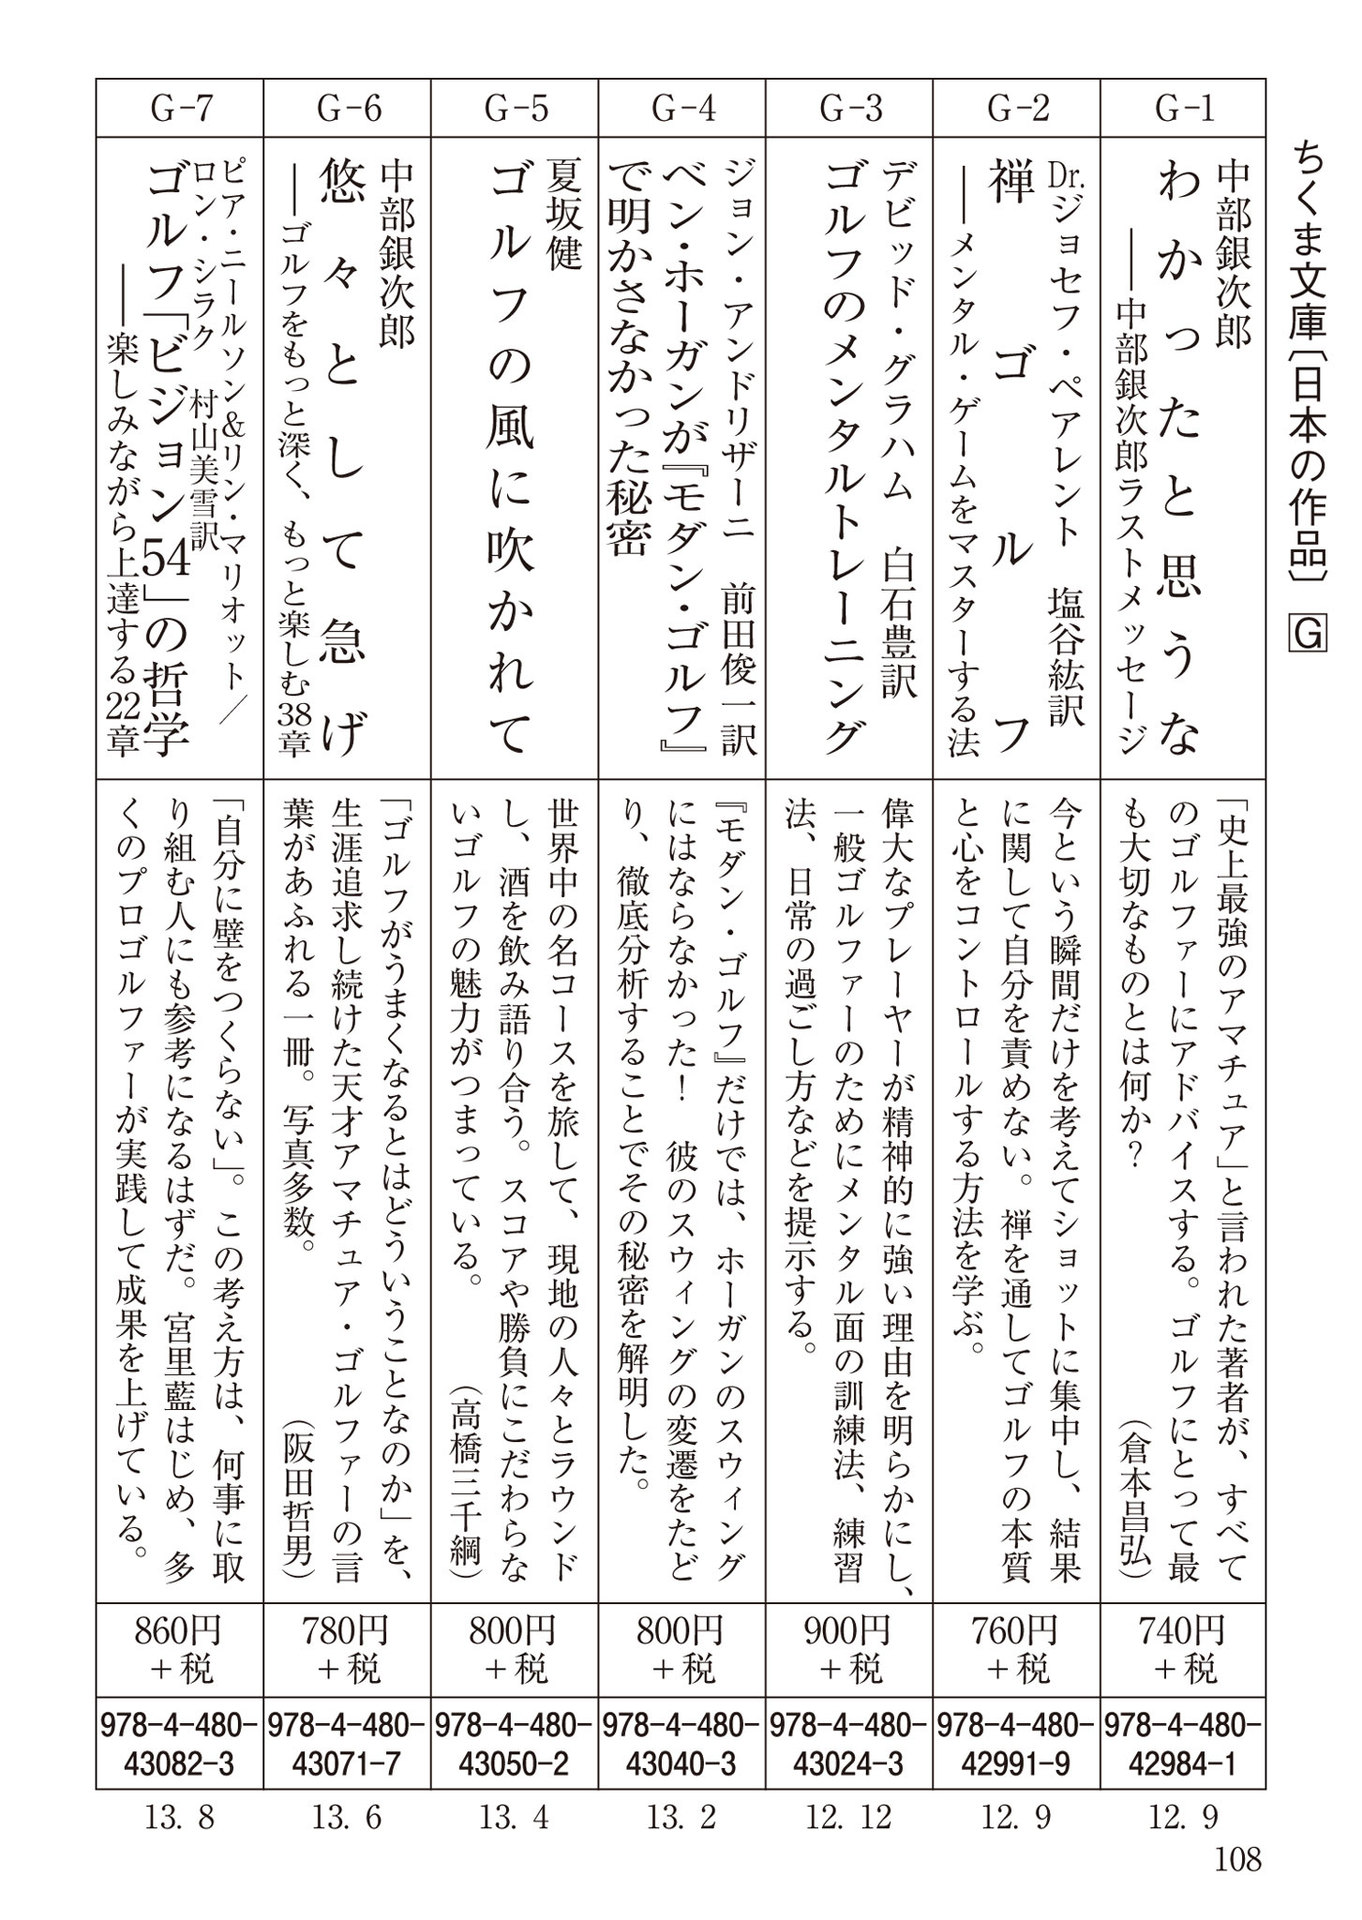 ちくま文庫〔日本の作品〕 G
G-1
中部銀次郎
わかったと思うな
――中部銀次郎ラストメッセージ
「史上最強のアマチュア」と言われた著者が、すべて
のゴルファーにアドバイスする。ゴルフにとって最
も大切なものとは何か？ （倉本昌弘）
740円
＋税
978-4-480-
42984-1
12. 9
G-2
Dr.ジョセフ・ペアレント 塩谷紘訳
禅ゴルフ
――メンタル・ゲームをマスターする法
今という瞬間だけを考えてショットに集中し、結果
に関して自分を責めない。禅を通してゴルフの本質
と心をコントロールする方法を学ぶ。
760円
＋税
978-4-480-
42991-9
12. 9
G-3
デビッド・グラハム 白石豊訳
ゴルフのメンタルトレーニング
偉大なプレーヤーが精神的に強い理由を明らかにし、
一般ゴルファーのためにメンタル面の訓練法、練習
法、日常の過ごし方などを提示する。
900円
＋税
978-4-480-
43024-3
12. 12
G-4
ジョン・アンドリザーニ 前田俊一訳
ベン・ホーガンが『モダン・ゴルフ』
で明かさなかった秘密
『モダン・ゴルフ』だけでは、ホーガンのスウィング
にはならなかった！ 彼のスウィングの変遷をたど
り、徹底分析することでその秘密を解明した。
800円
＋税
978-4-480-
43040-3
13. 2
G-5
夏坂健
ゴルフの風に吹かれて
世界中の名コースを旅して、現地の人々とラウンド
し、酒を飲み語り合う。スコアや勝負にこだわらな
いゴルフの魅力がつまっている。 （高橋三千綱）
800円
＋税
978-4-480-
43050-2
13. 4
G-6
中部銀次郎
悠々として急げ
――ゴルフをもっと深く、もっと楽しむ38章
「ゴルフがうまくなるとはどういうことなのか」を、
生涯追求し続けた天才アマチュア・ゴルファーの言
葉があふれる一冊。写真多数。 （阪田哲男）
780円
＋税
978-4-480-
43071-7
13. 6
G-7
ピア・ニールソン＆リン・マリオット／
ロン・シラク 村山美雪訳
ゴルフ「ビジョン54」の哲学
――楽しみながら上達する22章
「自分に壁をつくらない」。この考え方は、何事に取
り組む人にも参考になるはずだ。宮里藍はじめ、多
くのプロゴルファーが実践して成果を上げている。
860円
＋税
978-4-480-
43082-3
13. 8
108